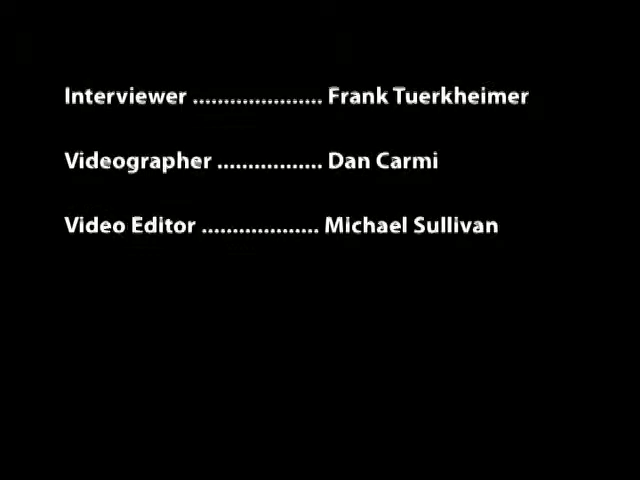 Interviewer ..................... Frank Tuerkheimer
Videographer ................. Dan Carmi
Video Editor ................... Michael Sullivan